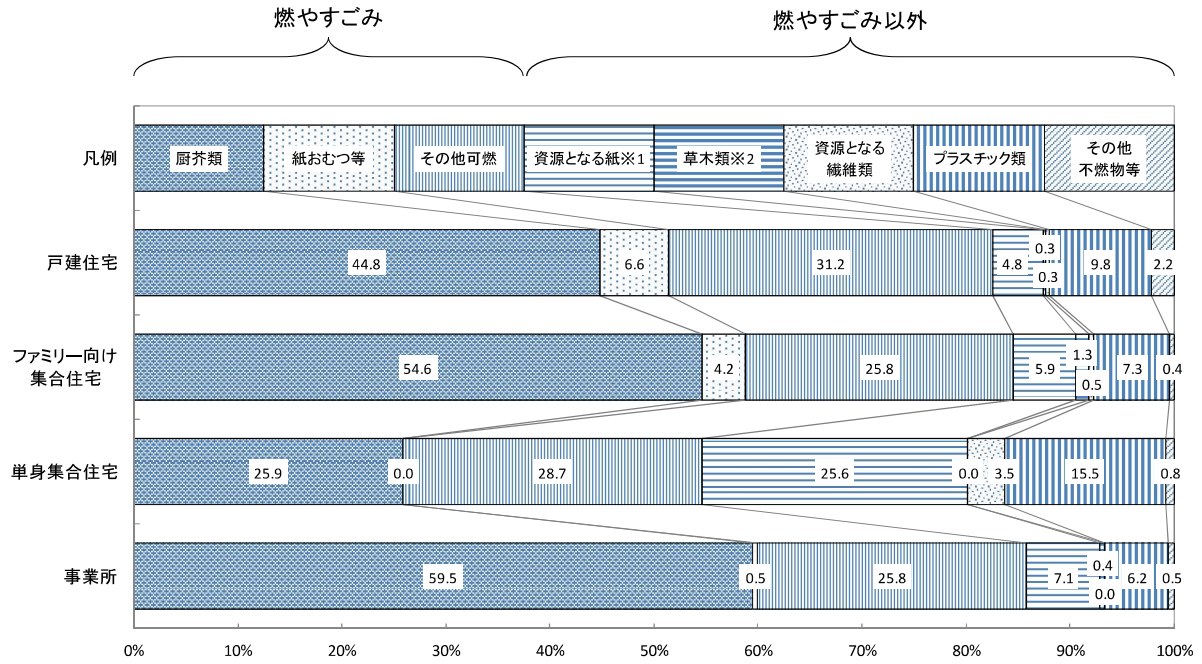 燃やすごみ
燃やすごみ以外
凡例
厨芥類
紙おむつ等
その他可燃
資源となる紙※1
草木類※2
資源となる
繊維類
プラスチック類
その他
不燃物等
戸建住宅
44.8
6.6
31.2
4.8
0.3
0.3
9.8
2.2
ファミリー向け
集合住宅
54.6
4.2
25.8
5.9
1.3
0.5
7.3
0.4
単身集合住宅
25.9
0.0
28.7
25.6
0.0
3.5
15.5
0.8
事業所
59.5
0.5
25.8
7.1
0.4
0.0
6.2
0.5
0%
10%
20%
30%
40%
50%
60%
70%
80%
90%
100%